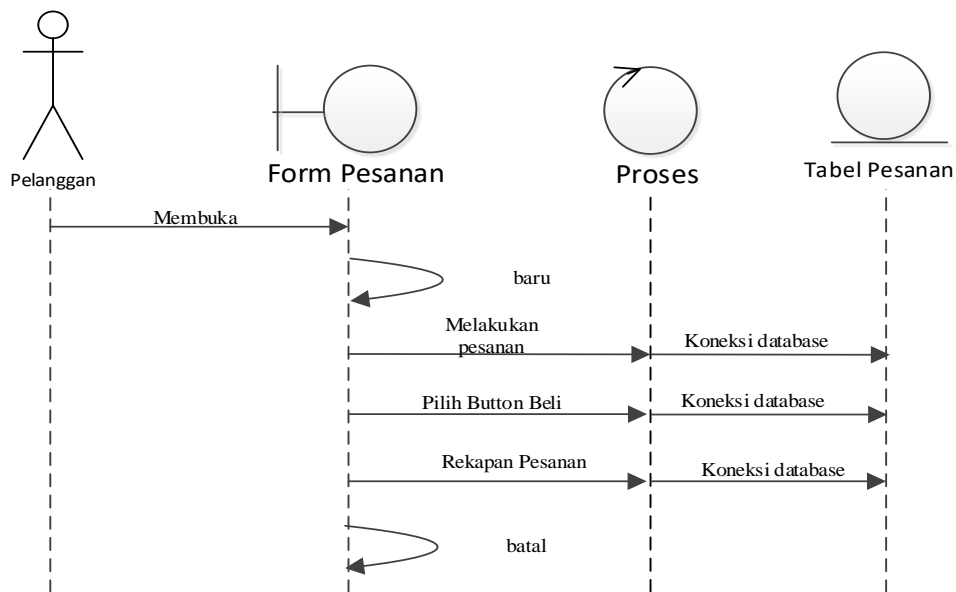 Pelanggan
Form Pesanan
Proses
Tabel Pesanan
Membuka
baru
Melakukan
pesanan
Koneksi database
Pilih Button Beli
Koneksi database
Rekapan Pesanan
Koneksi database
batal